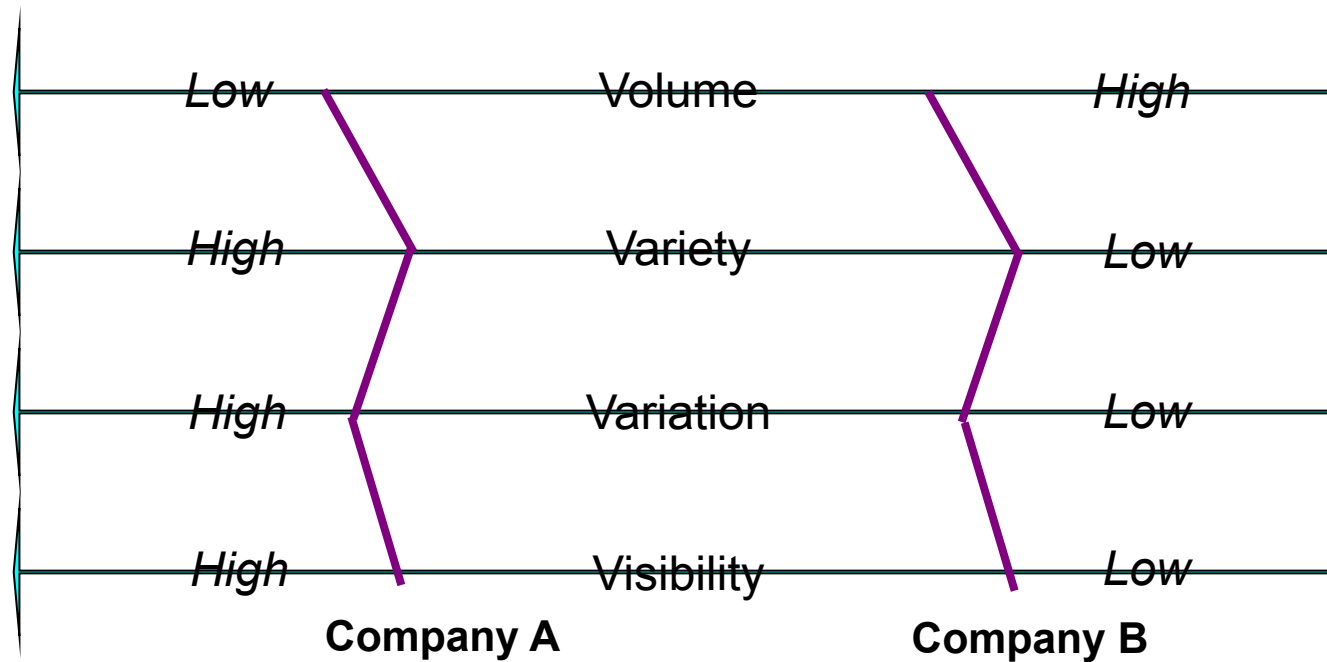 Low Volume High
High Variety Low
High Variation Low
High Visibility Low
Company A Company B